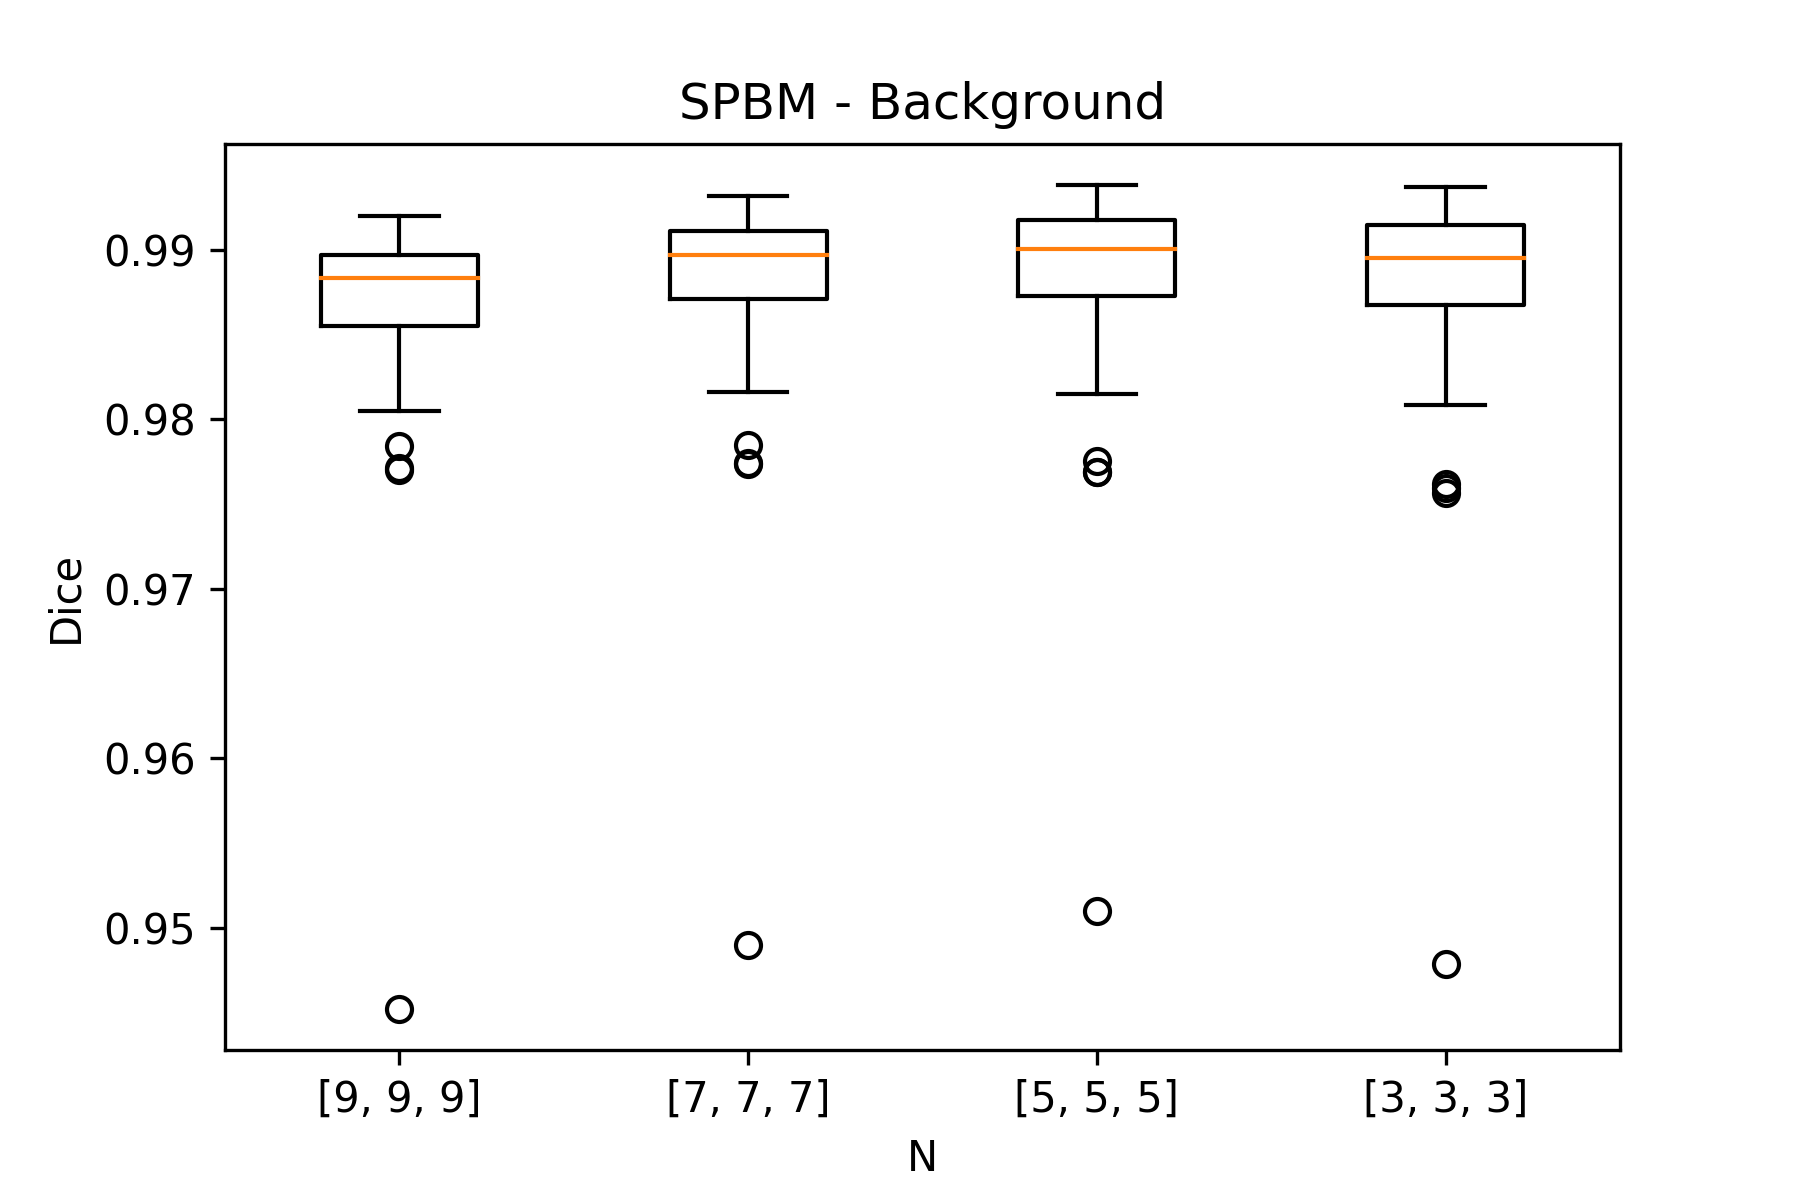 SPBM - Background
0.99
0.98
0.97
0.96
0.95
Dice
[9, 9, 9] [7, 7, 7] [5, 5, 5] [3, 3, 3]
N